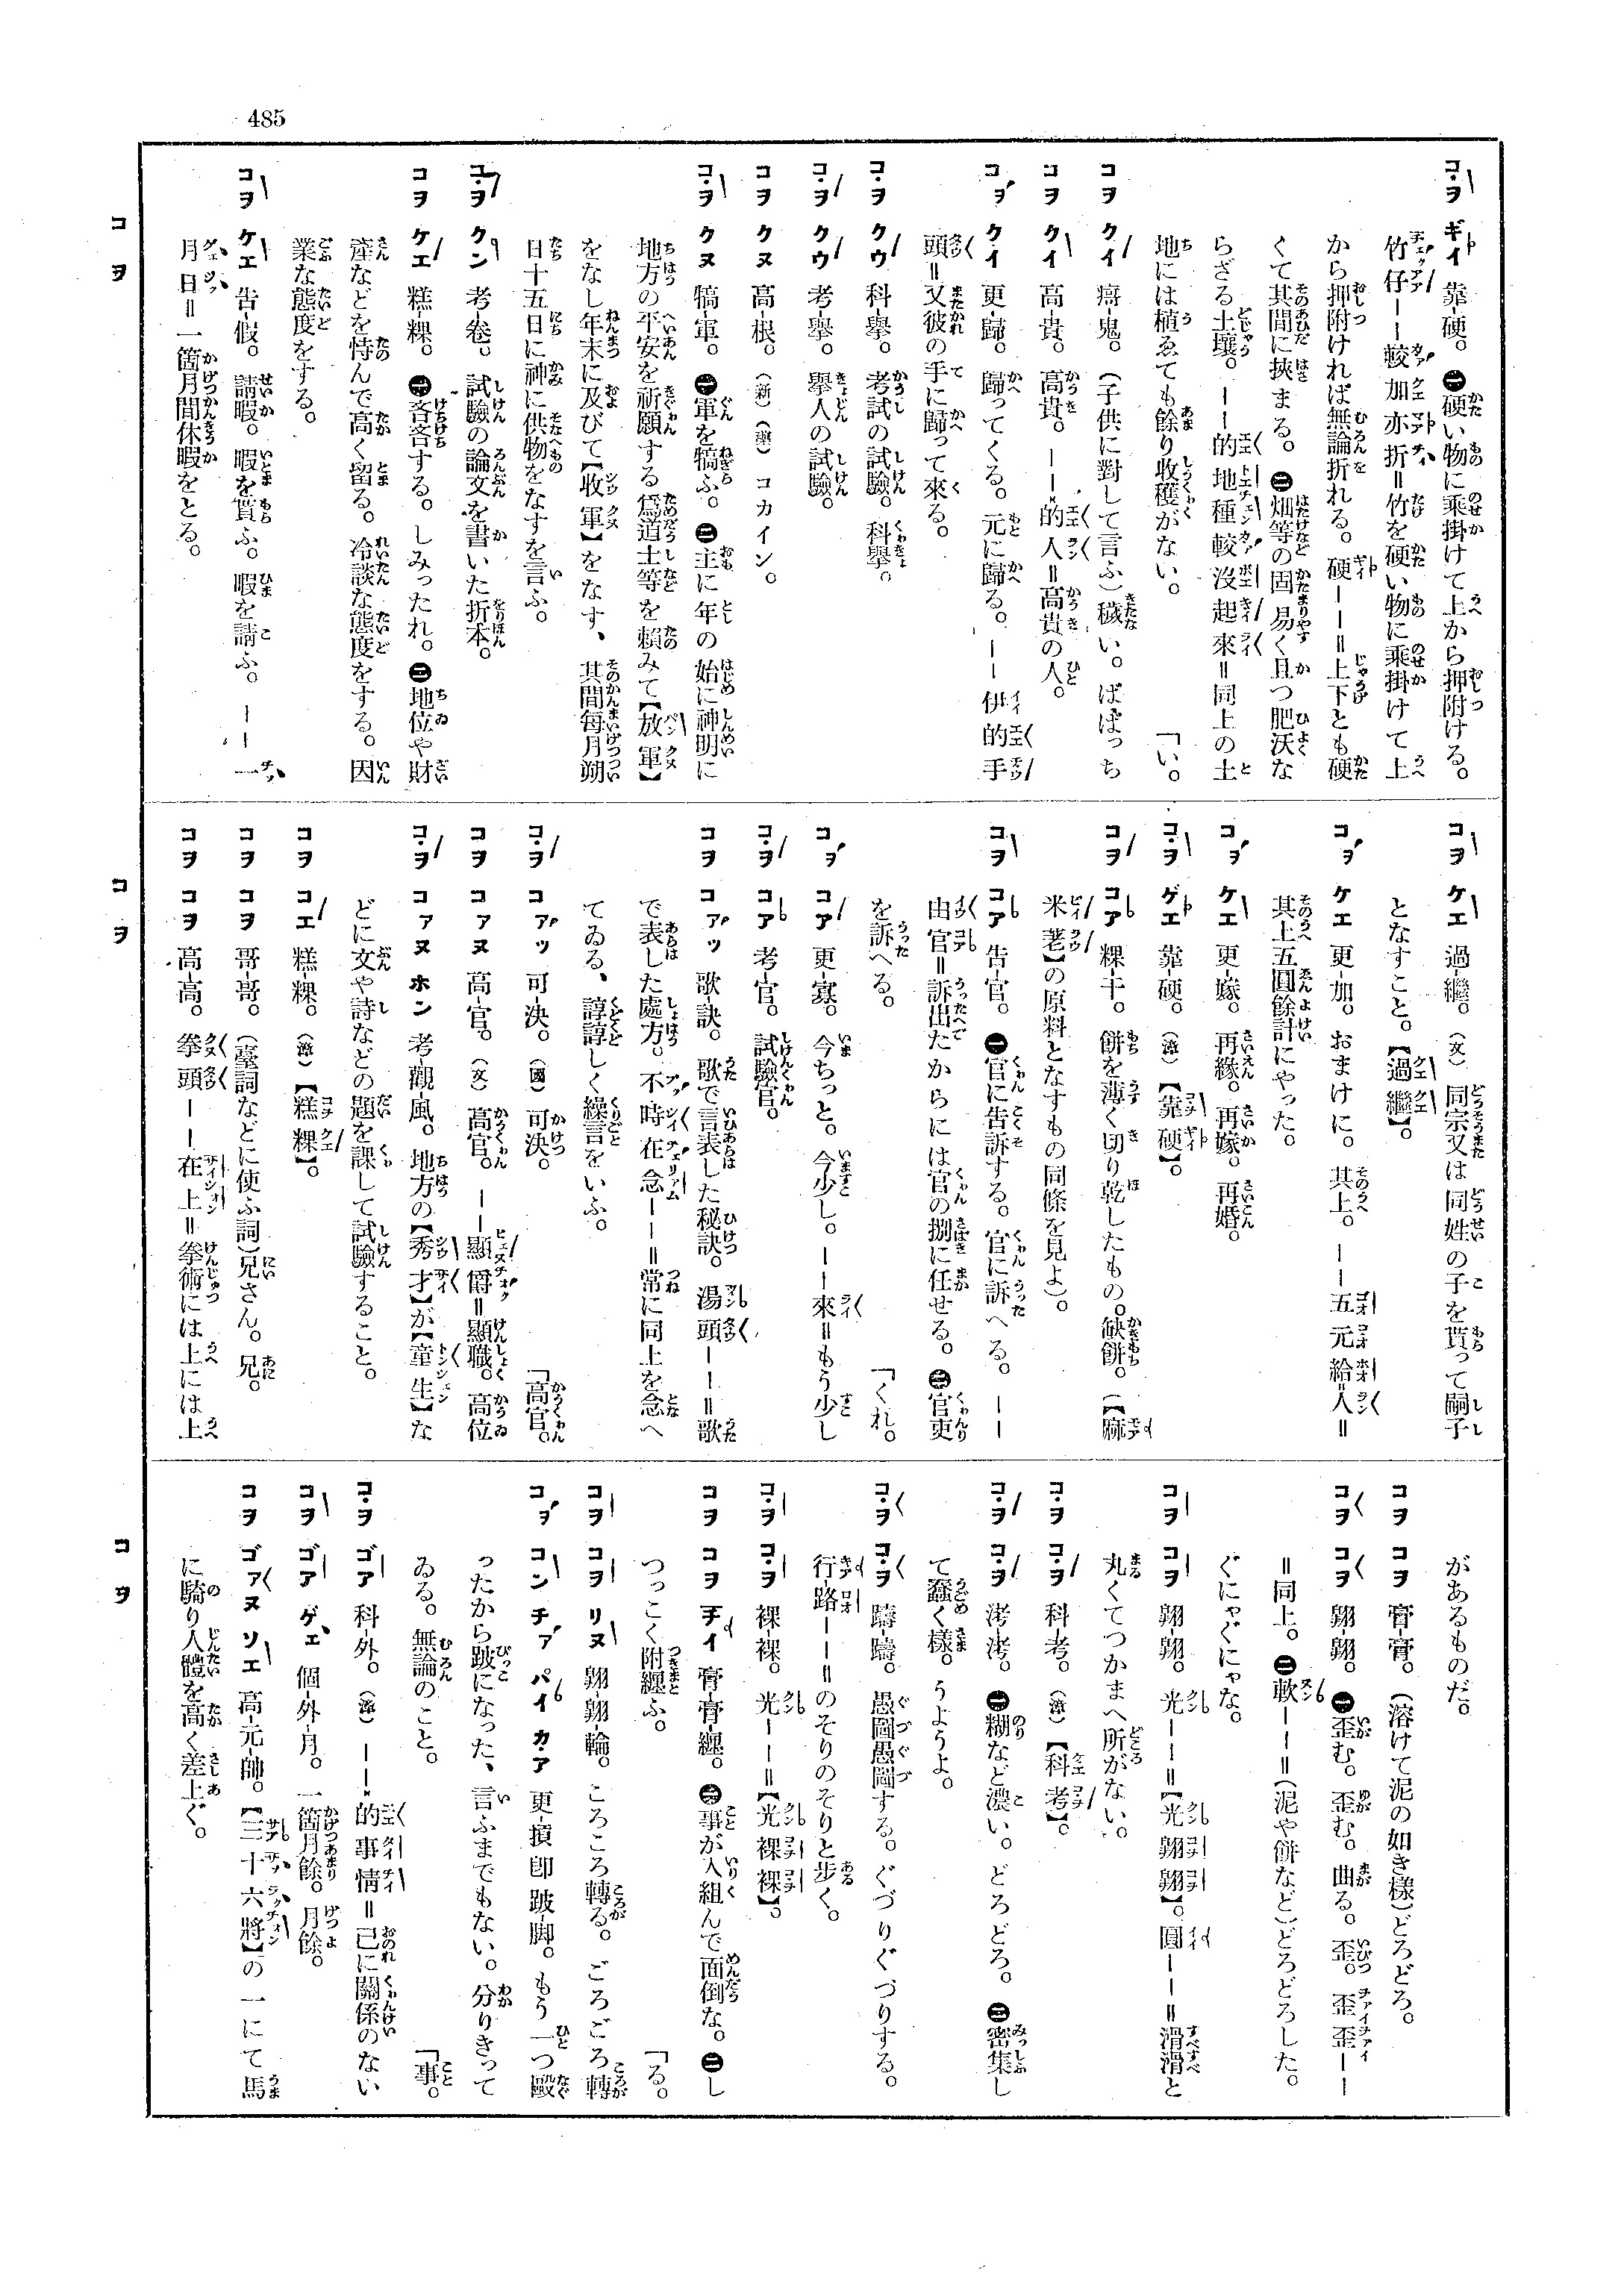 485
コヲ ギイ 靠-硬。㊀硬い物に乘掛けて上から押附ける。
竹仔ーー較加亦折=竹を硬い物に乘掛けて上
から押附ければ無論折れる。硬ーー=上下とも硬
くて其間に挾まる。㊁畑等の固易く且つ肥沃な
らざる土壤。ーー的地種較沒起來=同上の土
地には植ゑても餘り收穫がない。 「い。
コヲ クイ 瘠-鬼。(子供に對して言ふ)穢い。ばばっち
コヲ クイ 高-貴。高貴。ーー的人=高貴の人。
コヲ クイ 更-歸。歸ってくる。元に歸る。ーー伊的手
頭=又彼の手に歸って來る。
コヲ クウ 科-擧。考試の試驗。科擧。
コヲ クウ 考-擧。擧人の試驗。
コヲ クヌ 高-根。(新)(藥)コカイン。
コヲ クヌ 犒-軍。㊀軍を犒ふ。㊁主に年の始に神明に
地方の平安を祈願する爲道士等を賴みて【放軍】
をなし年末に及びて【收軍】をなす、其間每月朔
日十五日に神に供物をなすを言ふ。
コヲ クン 考-卷。試驗の論文を書いた折本。
コヲ ケエ 糕-粿。㊀吝吝する。しみったれ。㊁地位や財
產などを恃んで高く留る。冷談な態度をする。因
業な態度をする。
コヲ ケエ 吿-假。請暇。暇を貰ふ。暇を請ふ。ーー一
月日=一箇月間休暇をとる。
コヲ ケエ 過-繼。(文)同宗又は同姓の子を貰って嗣子
となすこと。【過繼】。
コヲ ケエ 更-加。おまけに。其上。ーー五元給人=
其上五圓餘計にやった。
コヲ ケエ 更-嫁。再緣。再嫁。再婚。
コヲ ゲエ 靠-硬。(漳)【靠硬】。
コヲ コア 粿-干。餅を薄く切り乾したもの。缺餅。(【麻
米荖】の原料となすもの同條を見よ)。
コヲ コア 吿-官。㊀官に吿訴する。官に訴へる。ーー
由官=訴出たからには官の捌に任せる。㊁官吏
を訴へる。 「くれ。
コヲ コア 更-寡。今ちっと。今少し。ーー來=もう少し
コヲ コア 考-官。試驗官。
コヲ コアッ 歌-訣。歌で言表した秘訣。湯頭ーー=歌
で表した處方。不時在念ーー=常に同上を念へ
てゐる、諄諄しく繰言をいふ。
コヲ コアッ 可-決。(國)可決。 「高官。
コヲ コアヌ 高-官。(文)高官。ーー顯爵=顯職。高位
コヲ コアヌ ホン 考觀-風。地方の【秀才】が【童生】な
どに文や詩などの題を課して試驗すること。
コヲ コエ 糕-粿。(漳)【糕粿】。
コヲ コヲ 哥-哥。(臺詞などに使ふ詞)兄さん。兄。
コヲ コヲ 高-高。拳頭ーー在上=拳術には上には上
があるものだ。
コヲ コヲ 膏-膏。(溶けて泥の如き樣)どろどろ。
コヲ コヲ 翱-翱。㊀歪む。歪む。曲る。歪。歪歪ーー
=同上。㊁軟ーー=(泥や餅など)どろどろした。
ぐにゃぐにゃな。
コヲ コヲ 翱-翱。光ーー=【光翱翱】。圓ーー=滑滑と
丸くてつかまへ所がない。
コヲ コヲ 科-考。(漳)【科考】。
コヲ コヲ 洘-洘。㊀糊など濃い。どろどろ。㊁密集し
て蠢く樣。うようよ。
コヲ コヲ 䠧-䠧。愚圖愚圖する。ぐづりぐづりする。
行-路ーー=のそりのそりと步く。
コヲ コヲ 裸-裸。光ーー=【光裸裸】。
コヲ コヲ チイ 膏-膏-纒。㊀事が入組んで面倒な。㊁し
つっこく附纒ふ。 「る。
コヲ コヲ リヌ 翱-翱-輪。ころころ轉る。ごろごろ轉
コヲ コン チァ パイ カア 更-摃卽跛-脚。もう一つ毆
ったから跛になった、言ふまでもない。分りきって
ゐる。無論のこと。 「事。
コヲ ゴア 科-外。(漳)ーー的事情=己に關係のない
コヲ ゴア ゲェ 個-外-月。一箇月餘。月餘。
コヲ ゴアヌ ソエ 高-元-帥。【三十六將】の一にて馬
に騎り人體を高く差上ぐ。
コ ヲ
コ ヲ
コ ヲ